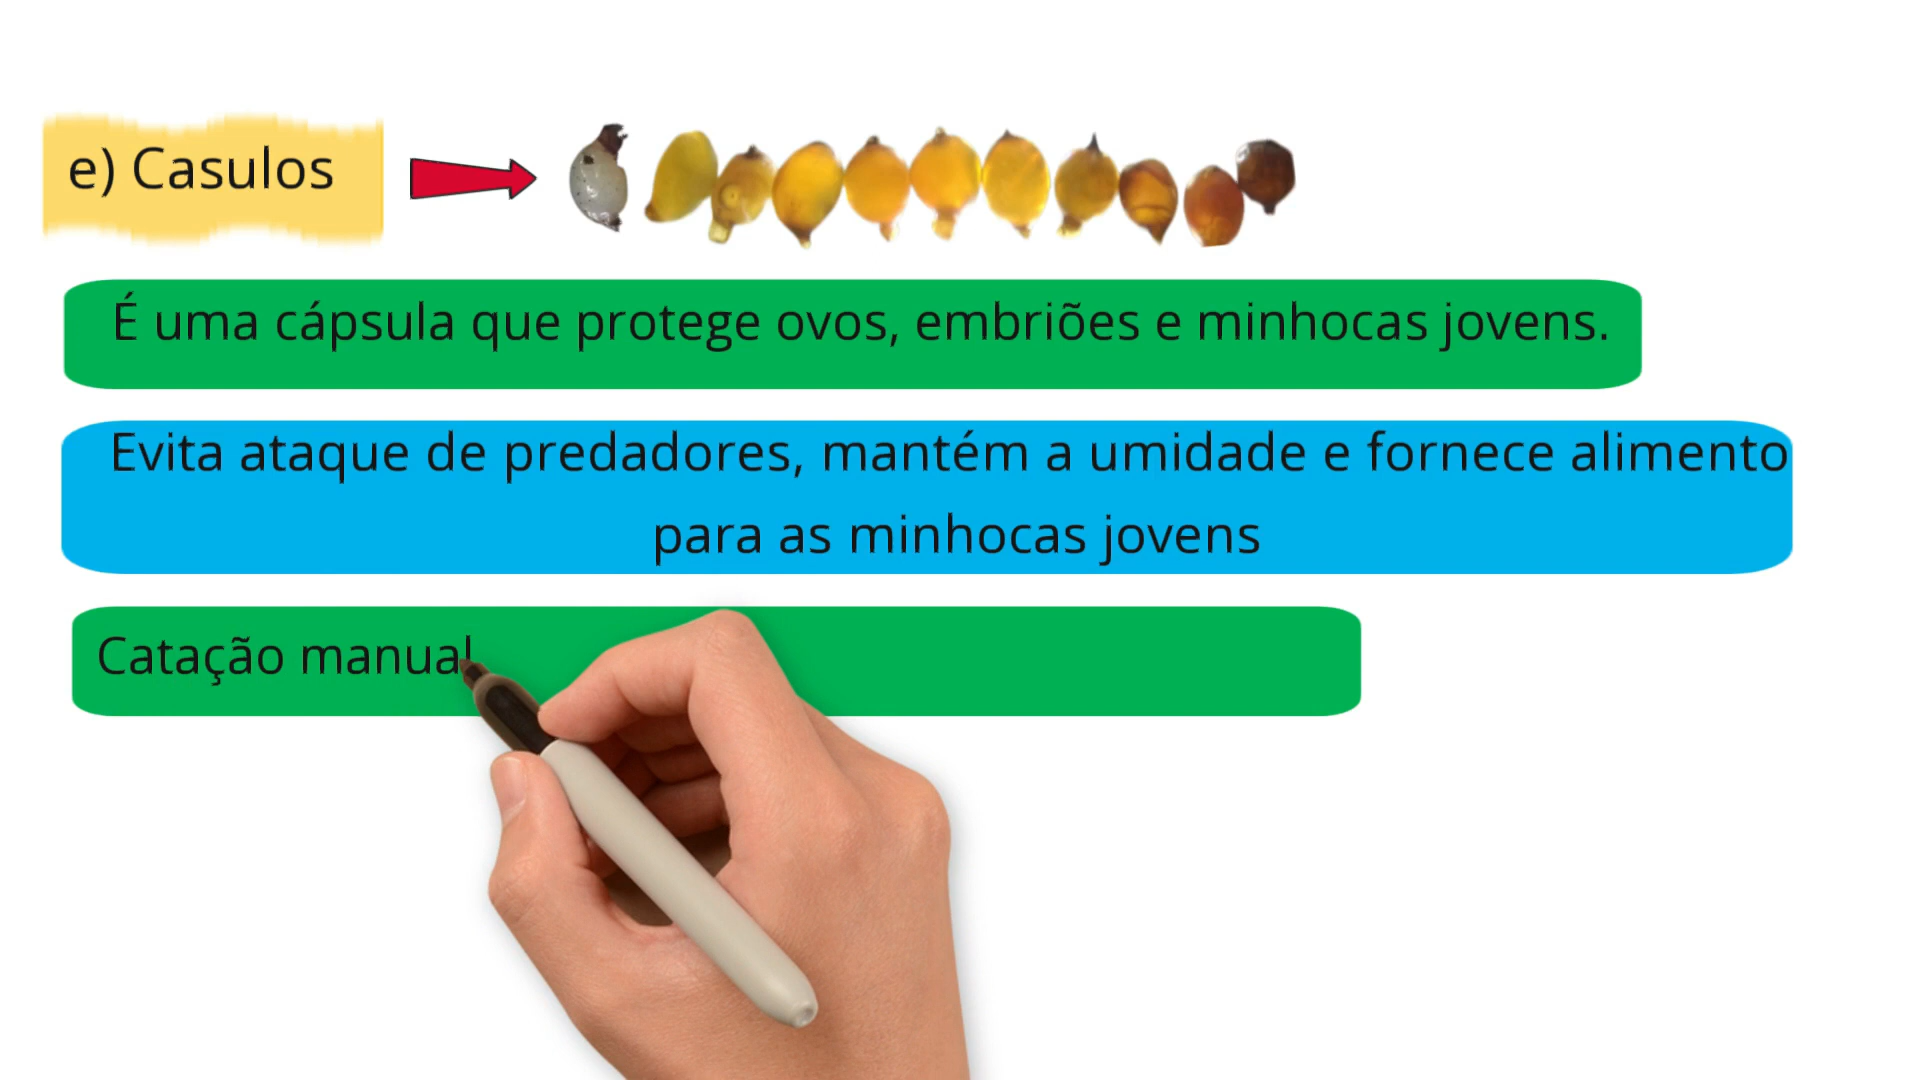 e) Casulos
É uma cápsula que protege ovos, embriões e minhocas jovens.
Evita ataque de predadores, mantém a umidade e fornece alimento
para as minhocas jovens
Catação manual